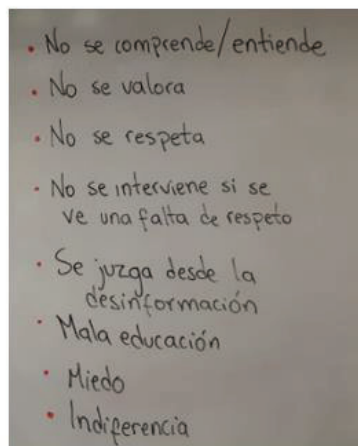 • No se comprende/entiende
• No se valora
• No se respeta
• No se interviene si se
ve una falta de respeto
• Se juzga desde la
desinformación
• Mala educación
• Miedo
• Indiferencia